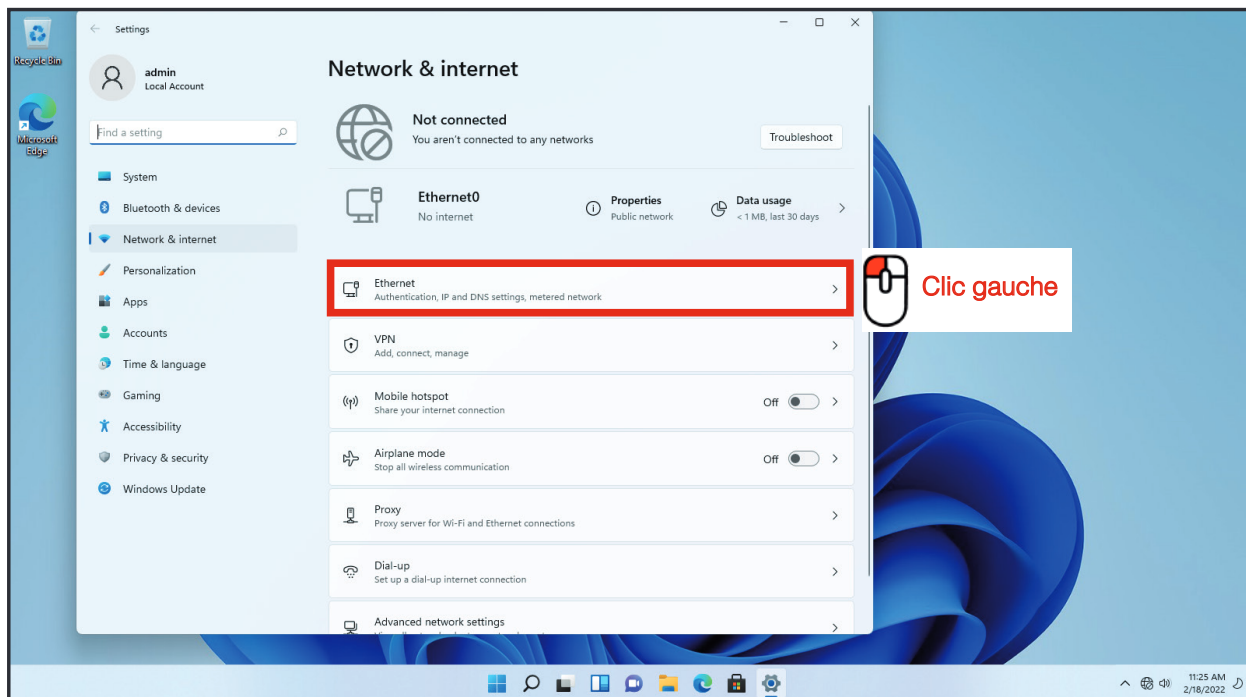 Recycle Bin
Microsoft
Edge
Settings
admin
Local Account
Find a setting
System
Bluetooth & devices
Network & internet
Personalization
Apps
Accounts
Time & language
Gaming
Accessibility
Privacy & security
Windows Update
Network & internet
Not connected
You aren't connected to any networks
Troubleshoot
Ethernet0
No internet
Properties
Public network
Data usage
< 1 MB, last 30 days
Ethernet
Authentication, IP and DNS settings, metered network
Clic gauche
VPN
Add, connect, manage
Mobile hotspot
Share your internet connection
Off
Airplane mode
Stop all wireless communication
Off
Proxy
Proxy server for Wi-Fi and Ethernet connections
Dial-up
Set up a dial-up internet connection
Advanced network settings
11:25 AM
2/18/2022